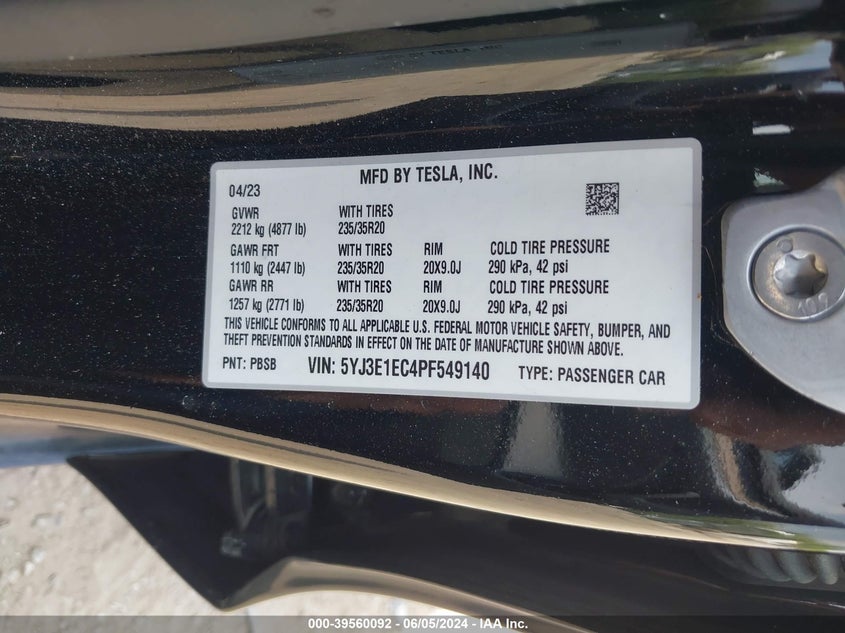 MFD BY TESLA, INC.
04/23
GVWR WITH TIRES
2212 kg (4877 lb) 235/35R20
GAWR FRT WITH TIRES RIM COLD TIRE PRESSURE
1110 kg (2447 lb) 235/35R20 20X9.0J 290 kPa, 42 psi
GAWR RR WITH TIRES RIM COLD TIRE PRESSURE
1257 kg (2771 lb) 235/35R20 20X9.0J 290 kPa, 42 psi
THIS VEHICLE CONFORMS TO ALL APPLICABLE U.S. FEDERAL MOTOR VEHICLE SAFETY, BUMPER, AND
THEFT PREVENTION STANDARDS IN EFFECT ON THE DATE OF MANUFACTURE SHOWN ABOVE.
PNT: PBSB VIN: 5YJ3E1EC4PF549140 TYPE: PASSENGER CAR
000-39560092 - 06/05/2024 - IAA Inc.